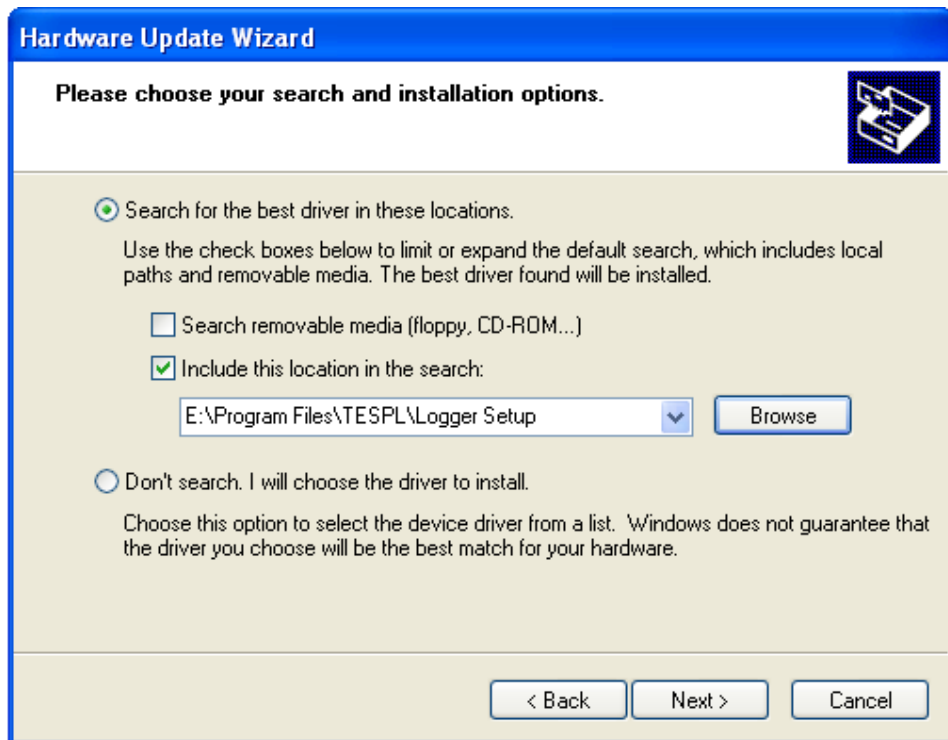 Hardware Update Wizard
Please choose your search and installation options.
Search for the best driver in these locations.
Use the check boxes below to limit or expand the default search, which includes local
paths and removable media. The best driver found will be installed.
Search removable media (floppy, CD-ROM...)
Include this location in the search:
E:\Program Files\TESPL\Logger Setup
Browse
Don't search. I will choose the driver to install.
Choose this option to select the device driver from a list. Windows does not guarantee that
the driver you choose will be the best match for your hardware.
< Back Next > Cancel